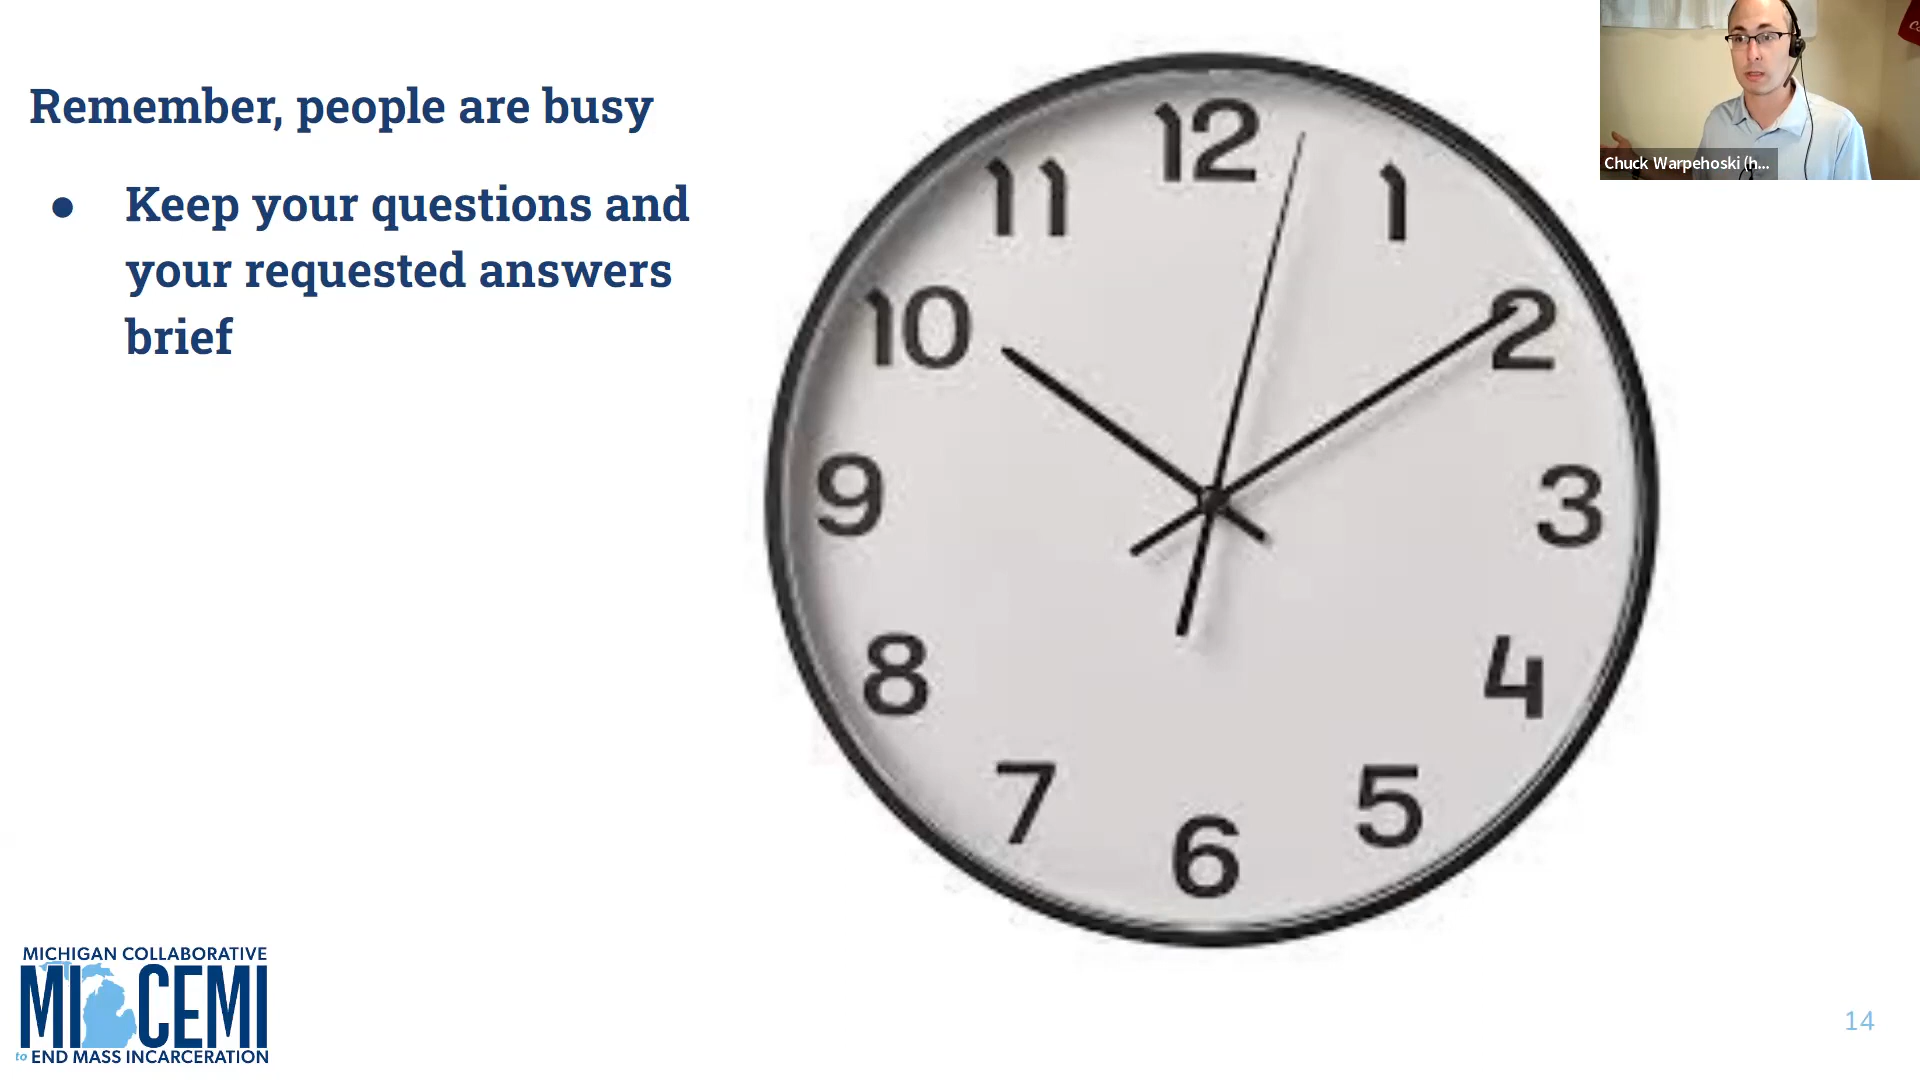 Remember, people are busy
● Keep your questions and
your requested answers
brief
12
1
2
3
4
5
6
7
8
9
10
11
Chuck Warpehoski (h...
MICHIGAN COLLABORATIVE
MI CEMI
to END MASS INCARCERATION
14